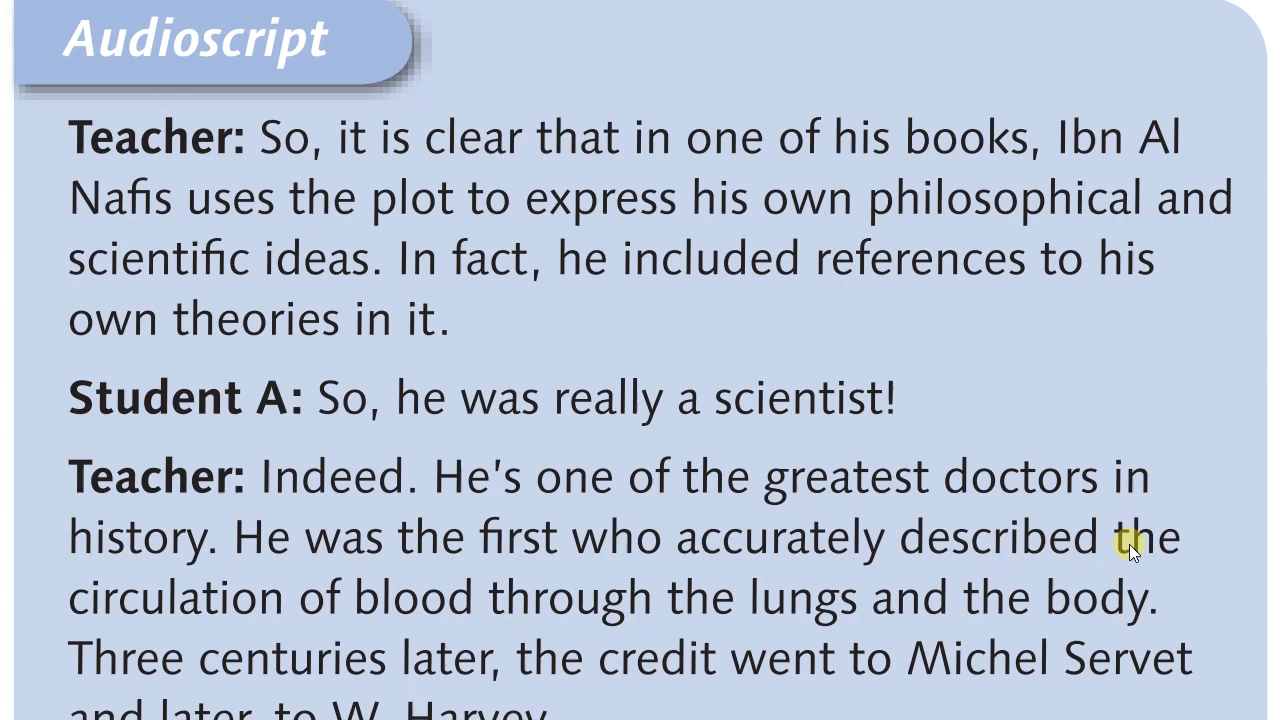 Audioscript
Teacher: So, it is clear that in one of his books, Ibn Al
Nafis uses the plot to express his own philosophical and
scientific ideas. In fact, he included references to his
own theories in it.
Student A: So, he was really a scientist!
Teacher: Indeed. He's one of the greatest doctors in
history. He was the first who accurately described the
circulation of blood through the lungs and the body.
Three centuries later, the credit went to Michel Servet
and later, to W. Harvey.